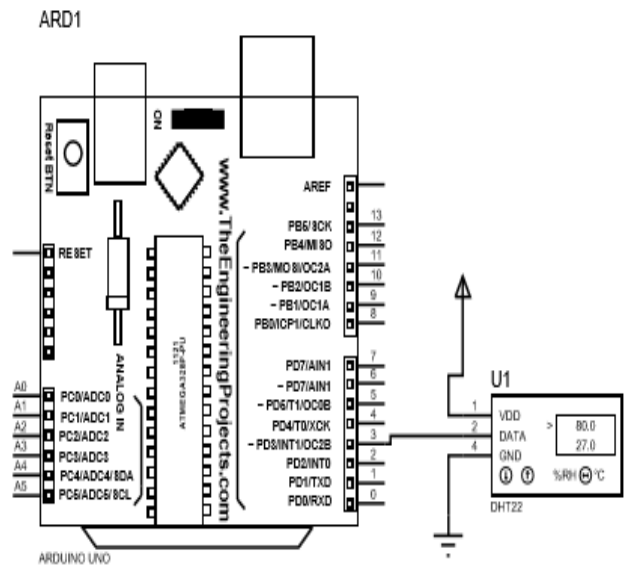 ARD1
ON
Reset BTN
www.TheEngineeringProjects.com
AREF
RESET
13
PB5/SCK
12
PB4/MISO
11
~ PB3/MOSI/OC2A
10
~ PB2/OC1B
9
~ PB1/OC1A
8
PB0/ICP1/CLKO
ANALOG IN
ATMEGA328P-PU
1121
7
PD7/AIN1
6
~ PD7/AIN1
5
~ PD5/T1/OC0B
4
PD4/T0/XCK
3
~ PD3/INT1/OC2B
2
PD2/INT0
1
PD1/TXD
0
PD0/RXD
A0
PC0/ADC0
A1
PC1/ADC1
A2
PC2/ADC2
A3
PC3/ADC3
A4
PC4/ADC4/SDA
A5
PC5/ADC5/SCL
ARDUINO UNO
U1
1
VDD
2
DATA
4
GND
>
80.0
27.0
%RH
°C
DHT22